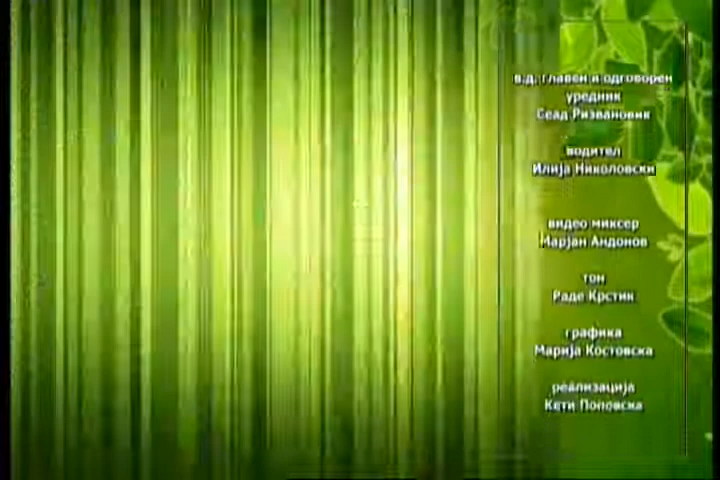 в.д. главен и одговорен
уредник
Сеад Ризвановиќ
водител
Илија Николовски
видео миксер
Марјан Андонов
тон
Раде Крстиќ
графика
Марија Костовска
реализација
Кети Поповска